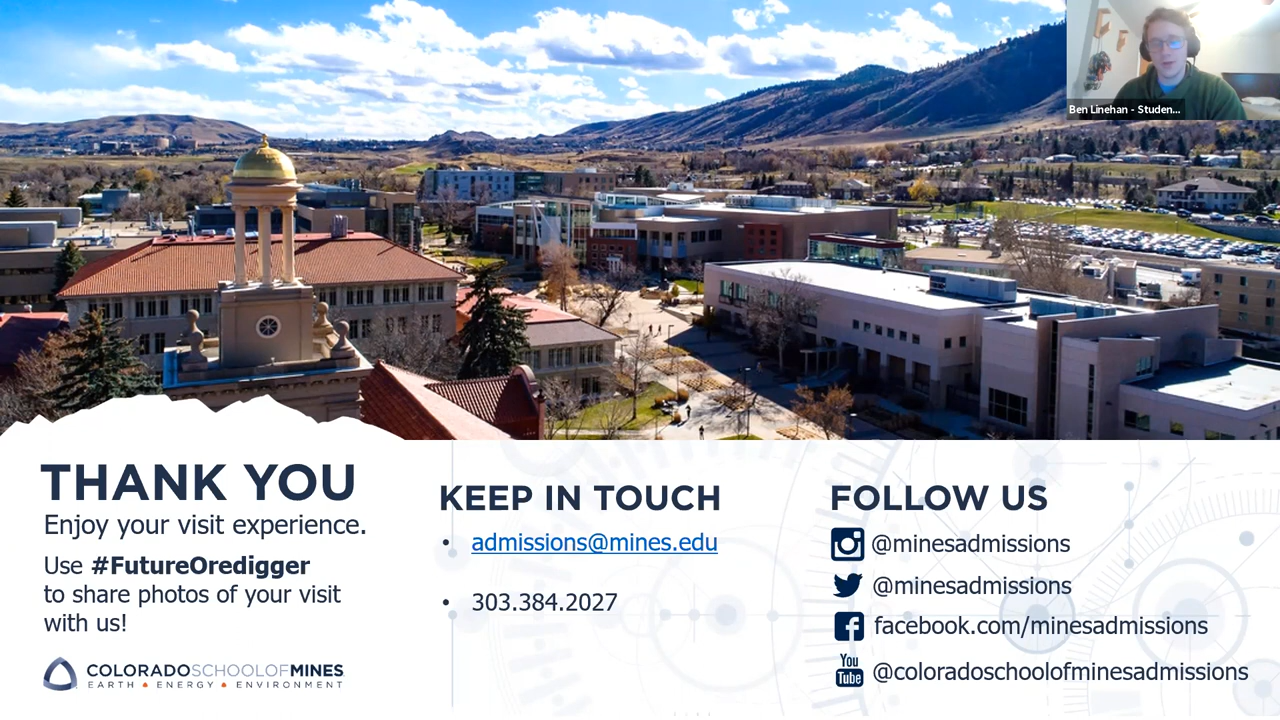 Ben Linehan - Studen...
THANK YOU
Enjoy your visit experience.
Use #FutureOredigger
to share photos of your visit
with us!
COLORADOSCHOOLOFMINES
EARTH • ENERGY • ENVIRONMENT
KEEP IN TOUCH
• admissions@mines.edu
• 303.384.2027
FOLLOW US
@minesadmissions
@minesadmissions
facebook.com/minesadmissions
You
Tube
@coloradoschoolofminesadmissions